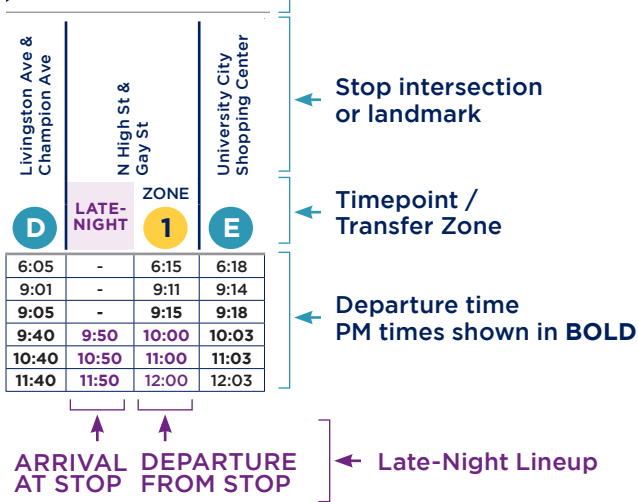 Livingston Ave &
Champion Ave
N High St &
Gay St
University City
Shopping Center
Stop intersection
or landmark
D
LATE-
NIGHT
ZONE
1
E
Timepoint /
Transfer Zone
6:05 - 6:15 6:18
9:01 - 9:11 9:14
9:05 - 9:15 9:18
9:40 9:50 10:00 10:03
10:40 10:50 11:00 11:03
11:40 11:50 12:00 12:03
Departure time
PM times shown in BOLD
ARRIVAL
AT STOP
DEPARTURE
FROM STOP
Late-Night Lineup